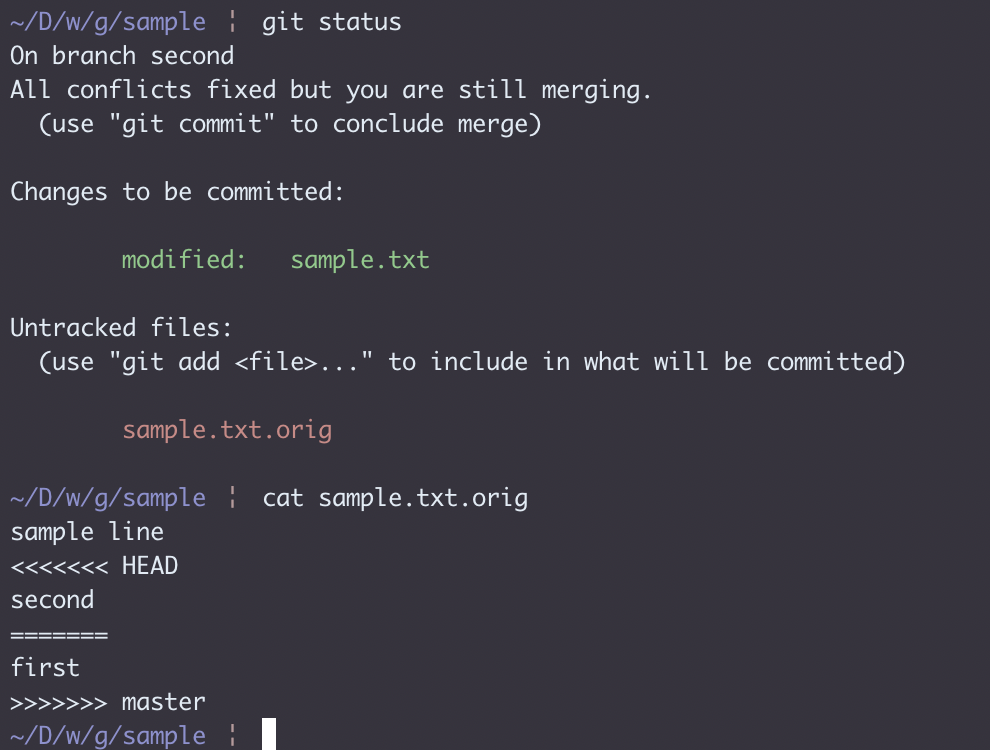 ~/D/w/g/sample ¦ git status
On branch second
All conflicts fixed but you are still merging.
  (use "git commit" to conclude merge)

Changes to be committed:

        modified:   sample.txt

Untracked files:
  (use "git add <file>..." to include in what will be committed)

        sample.txt.orig

~/D/w/g/sample ¦ cat sample.txt.orig
sample line
<<<<<<< HEAD
second
=======
first
>>>>>>> master
~/D/w/g/sample ¦